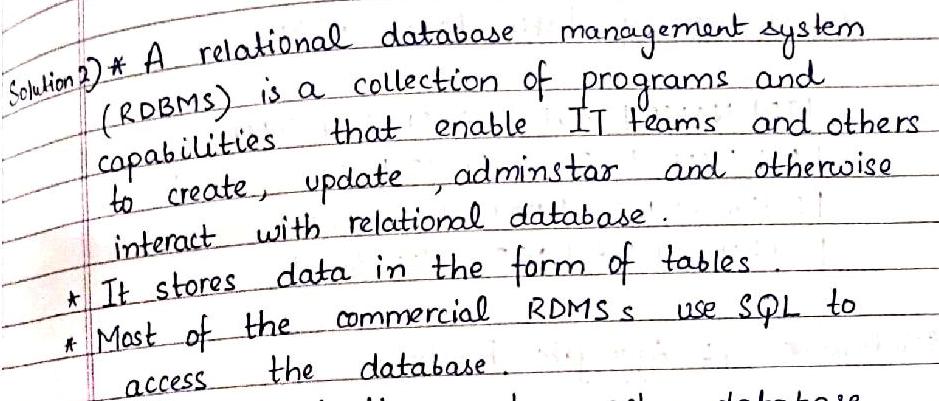 Solution 2) * A relational database management system
(RDBMS) is a collection of programs and
capabilities that enable IT teams and others
to create, update, adminstar and otherwise
interact with relational database.
* It stores data in the form of tables.
* Most of the commercial RDMS s use SQL to
access the database.